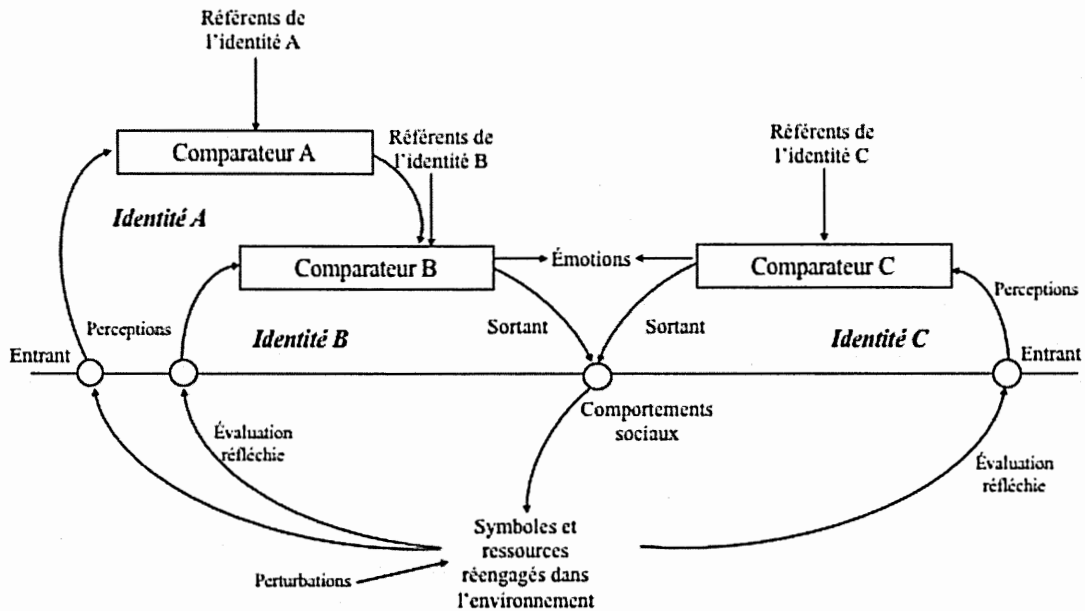 Référents de
l'identité A
Comparateur A
Référents de
l'identité B
Référents de
l'identité C
Identité A
Comparateur B
Émotions
Comparateur C
Perceptions
Perceptions
Identité B
Sortant
Sortant
Identité C
Entrant
Entrant
Comportements
sociaux
Évaluation
réfléchie
Évaluation
réfléchie
Symboles et
ressources
réengagés dans
l'environnement
Perturbations